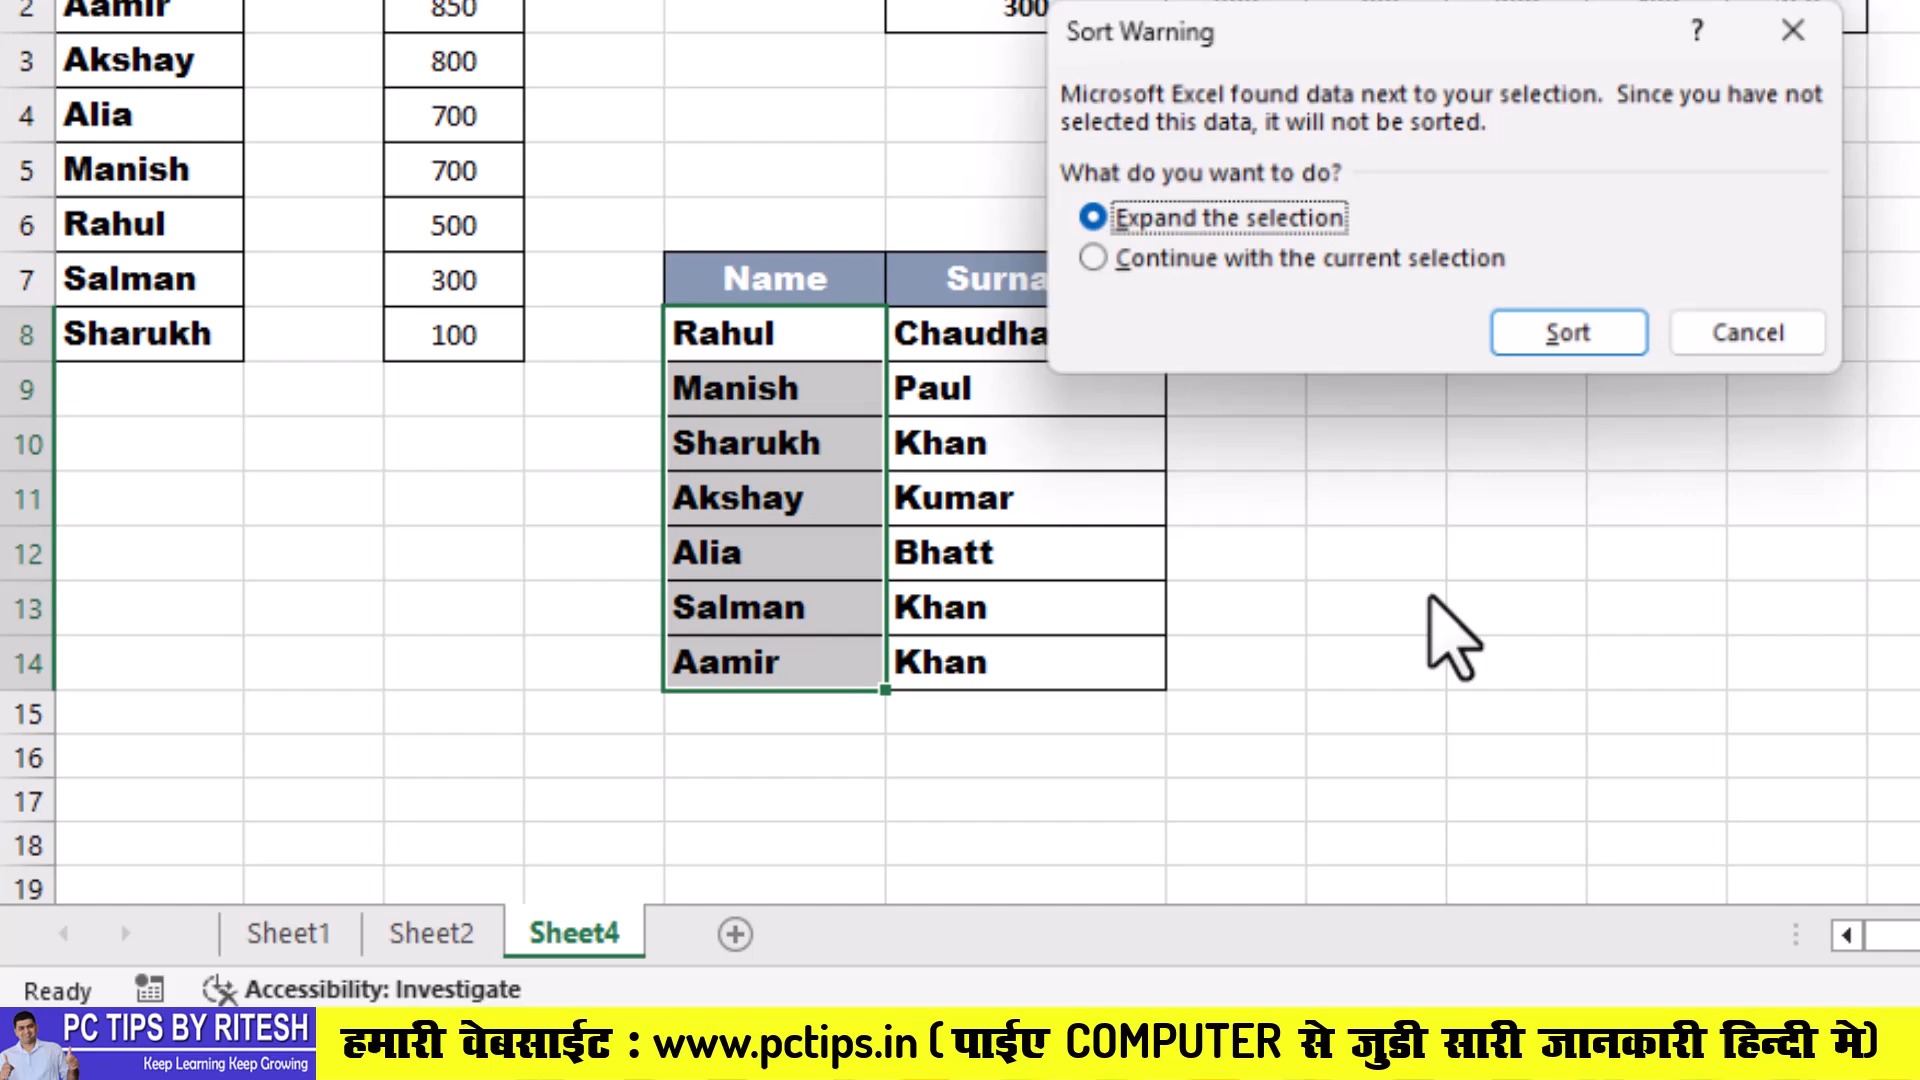 2 Aamir 850 300
3 Akshay 800
4 Alia 700
5 Manish 700
6 Rahul 500
7 Salman 300 Name Surna
8 Sharukh 100 Rahul Chaudha
9 Manish Paul
10 Sharukh Khan
11 Akshay Kumar
12 Alia Bhatt
13 Salman Khan
14 Aamir Khan
15
16
17
18
19
Sort Warning ?
Microsoft Excel found data next to your selection. Since you have not
selected this data, it will not be sorted.
What do you want to do?
Expand the selection
Continue with the current selection
Sort Cancel
Sheet1 Sheet2 Sheet4
Ready Accessibility: Investigate
PC TIPS BY RITESH
Keep Learning Keep Growing
हमारी वेबसाईट : www.pctips.in ( पाईए COMPUTER से जुडी सारी जानकारी हिन्दी मे)